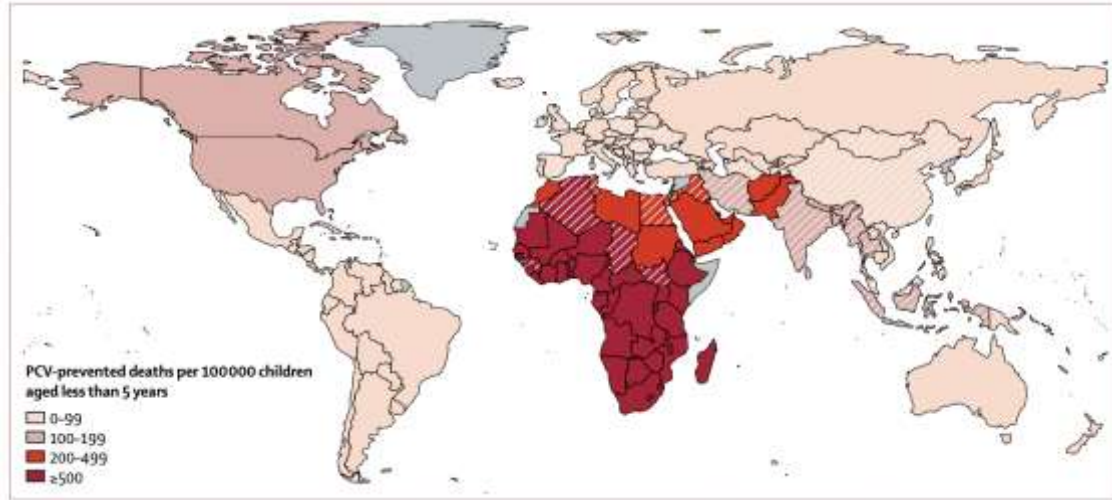 PCV-prevented deaths per 100000 children
aged less than 5 years
0-99
100-199
200-499
≥500